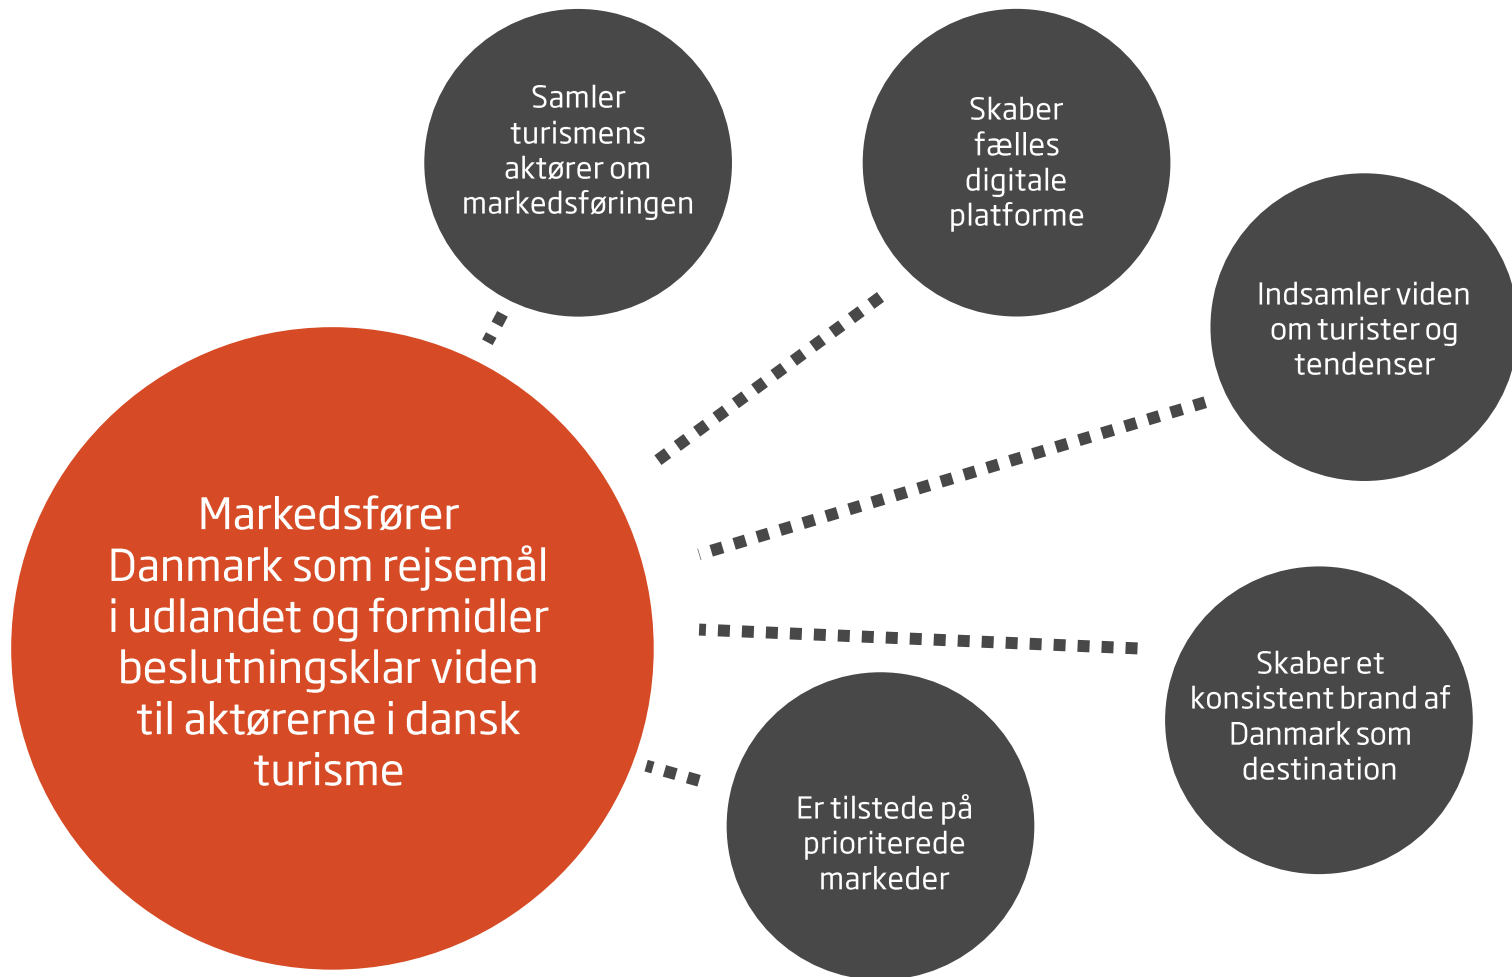 Samler
turismens
aktører om
markedsføringen
Skaber
fælles
digitale
platforme
Indsamler viden
om turister og
tendenser
Markedsfører
Danmark som rejsemål
i udlandet og formidler
beslutningsklar viden
til aktørerne i dansk
turisme
Skaber et
konsistent brand af
Danmark som
destination
Er tilstede på
prioriterede
markeder